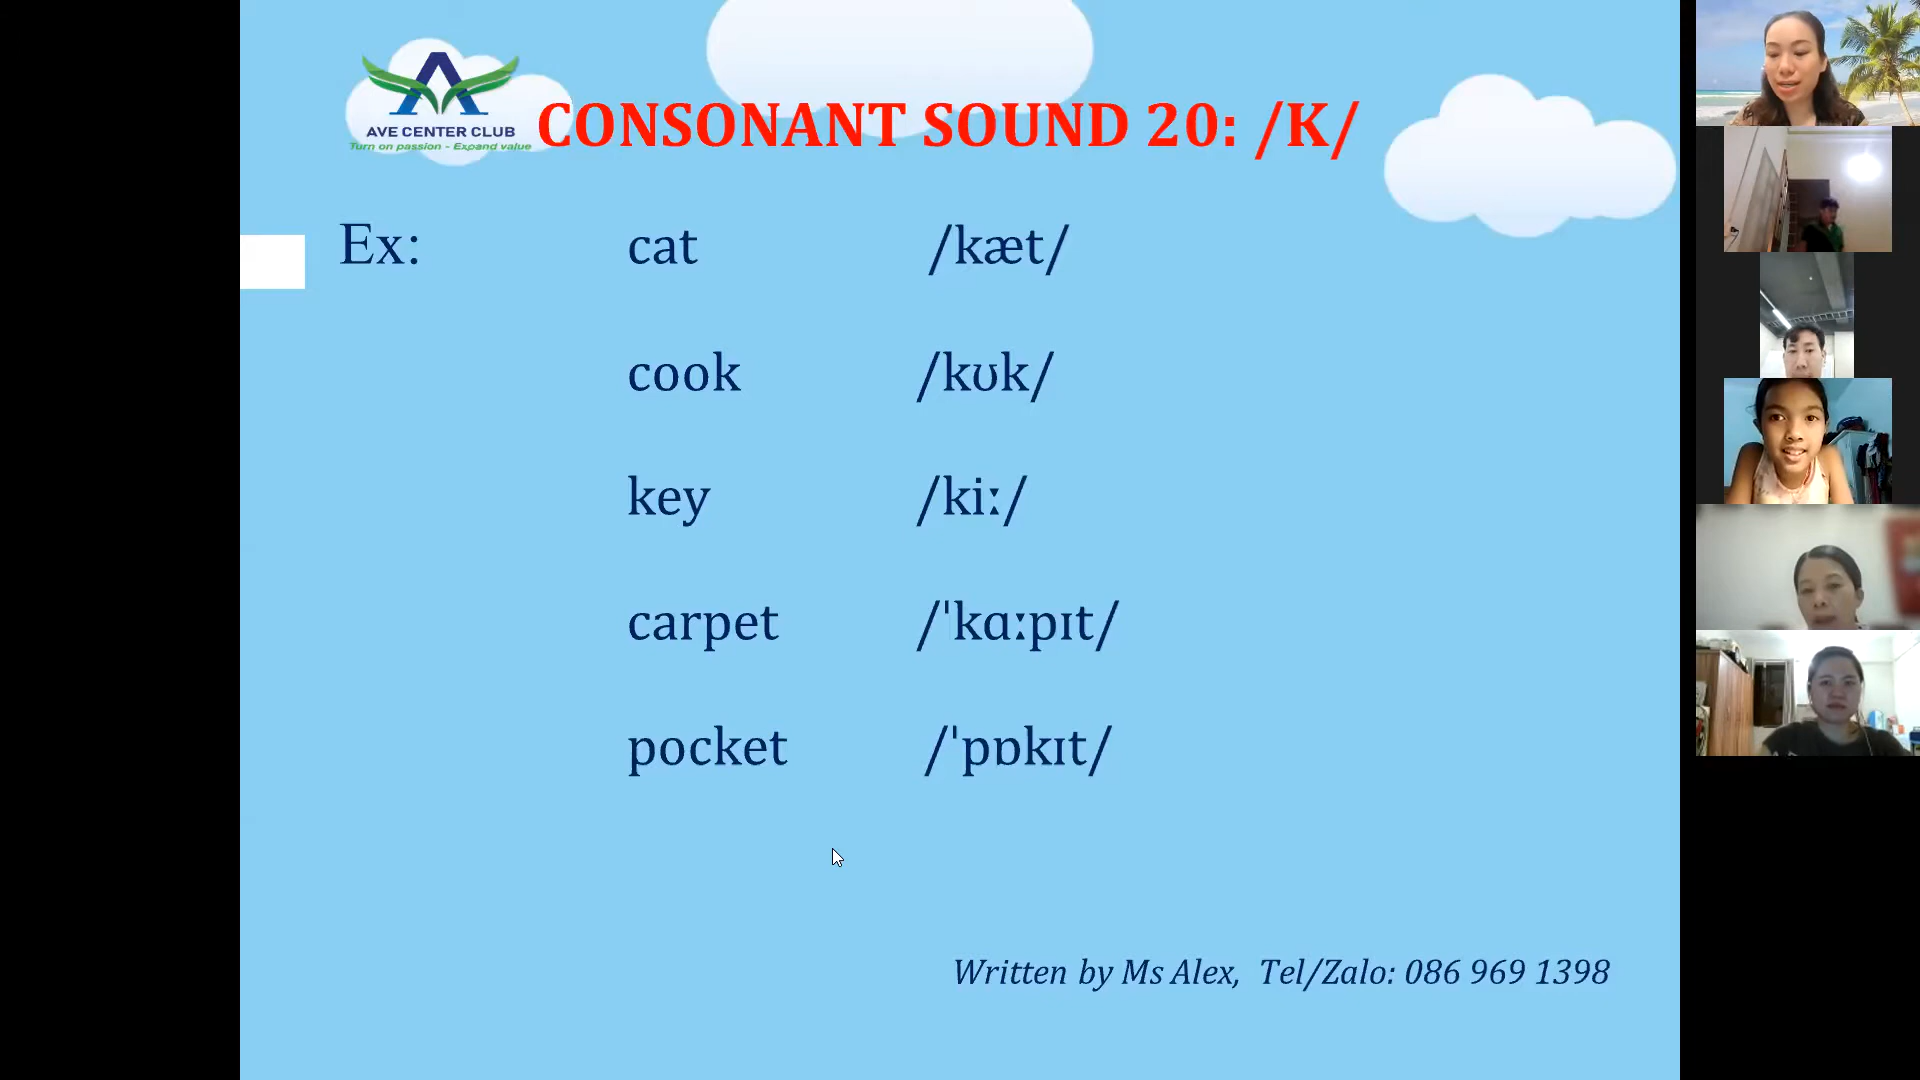 AVE CENTER CLUB
Turn on passion - Expand value
CONSONANT SOUND 20: /K/
Ex: cat /kæt/
cook /kʊk/
key /kiː/
carpet /ˈkɑːpɪt/
pocket /ˈpɒkɪt/
Written by Ms Alex, Tel/Zalo: 086 969 1398